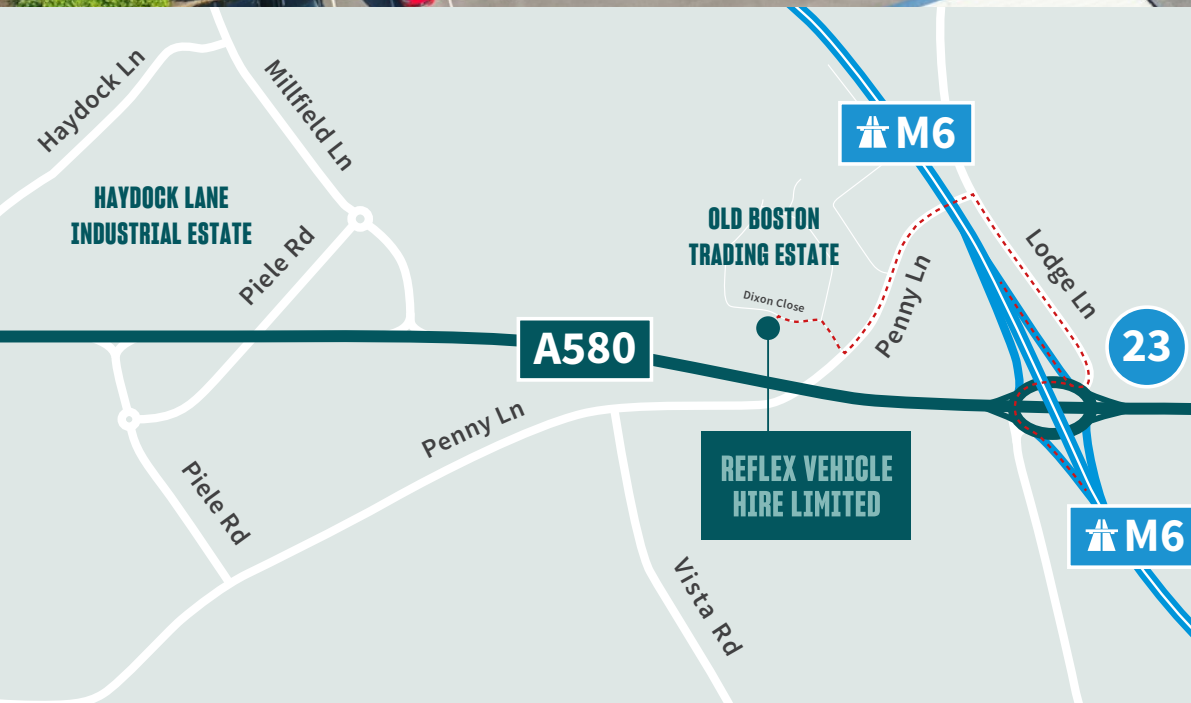 Haydock Ln
Millfield Ln
M6
HAYDOCK LANE
INDUSTRIAL ESTATE
OLD BOSTON
TRADING ESTATE
Piele Rd
Lodge Ln
Dixon Close
Penny Ln
A580
23
Penny Ln
REFLEX VEHICLE
HIRE LIMITED
Piele Rd
M6
Vista Rd